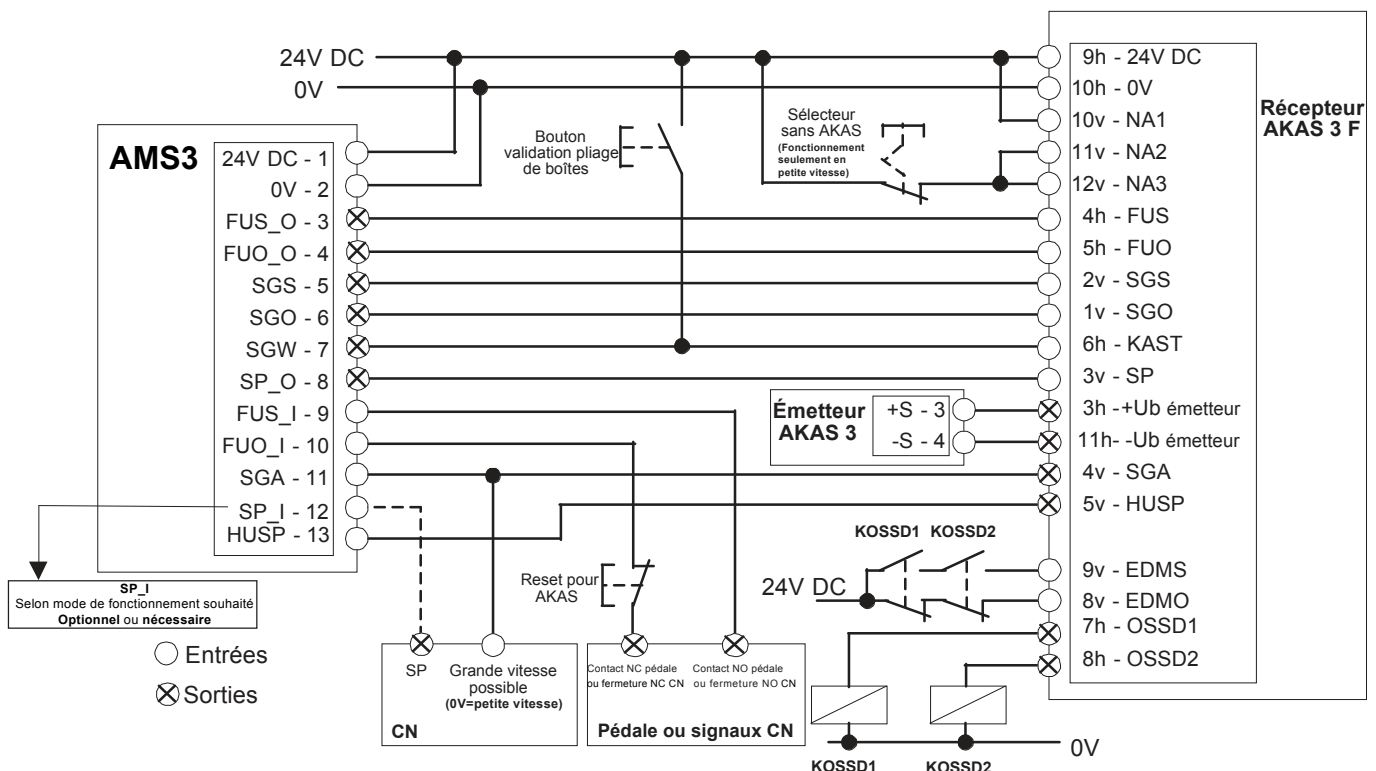 24V DC
0V
AMS3
24V DC - 1
0V - 2
FUS_O - 3
FUO_O - 4
SGS - 5
SGO - 6
SGW - 7
SP_O - 8
FUS_I - 9
FUO_I - 10
SGA - 11
SP_I - 12
HUSP - 13
Bouton
validation pliage
de boîtes
Sélecteur
sans AKAS
(Fonctionnement
seulement en
petite vitesse)
9h - 24V DC
10h - 0V
10v - NA1
11v - NA2
12v - NA3
4h - FUS
5h - FUO
2v - SGS
1v - SGO
6h - KAST
3v - SP
3h -+Ub émetteur
11h- -Ub émetteur
4v - SGA
5v - HUSP
9v - EDMS
8v - EDMO
7h - OSSD1
8h - OSSD2
Récepteur
AKAS 3 F
Émetteur
AKAS 3
+S - 3
-S - 4
KOSSD1 KOSSD2
24V DC
SP_I
Selon mode de fonctionnement souhaité
Optionnel ou nécessaire
Entrées
Sorties
Reset pour
AKAS
SP
Grande vitesse
possible
(0V=petite vitesse)
CN
Contact NC pédale
ou fermeture NC CN
Contact NO pédale
ou fermeture NO CN
Pédale ou signaux CN
0V
KOSSD1
KOSSD2